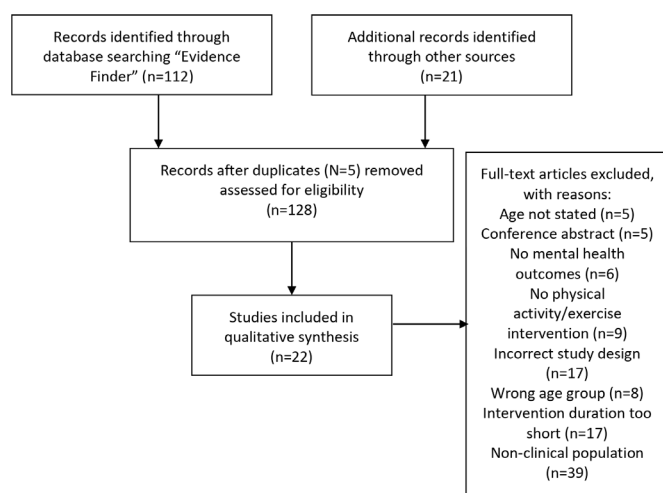 Records identified through
database searching “Evidence
Finder” (n=112)
Additional records identified
through other sources
(n=21)
Records after duplicates (N=5) removed
assessed for eligibility
(n=128)
Studies included in
qualitative synthesis
(n=22)
Full-text articles excluded,
with reasons:
Age not stated (n=5)
Conference abstract (n=5)
No mental health
outcomes (n=6)
No physical
activity/exercise
intervention (n=9)
Incorrect study design
(n=17)
Wrong age group (n=8)
Intervention duration too
short (n=17)
Non-clinical population
(n=39)